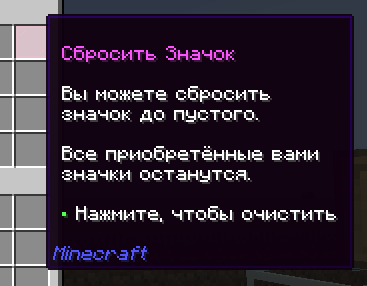 Сбросить Значок
Вы можете сбросить
значок до пустого.
Все приобретённые вами
значки останутся.
• Нажмите, чтобы очистить
Minecraft